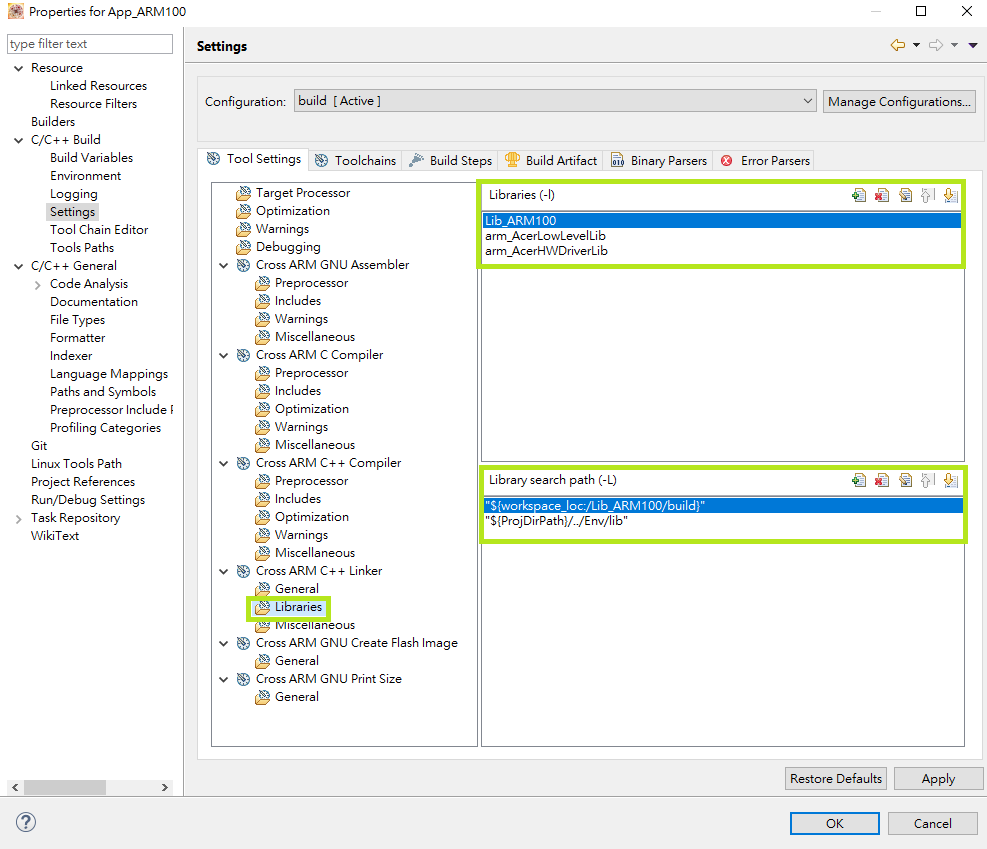 Properties for App_ARM100
type filter text
Resource
Linked Resources
Resource Filters
Builders
C/C++ Build
Build Variables
Environment
Logging
Settings
Tool Chain Editor
Tools Paths
C/C++ General
Code Analysis
Documentation
File Types
Formatter
Indexer
Language Mappings
Paths and Symbols
Preprocessor Include
Profiling Categories
Git
Linux Tools Path
Project References
Run/Debug Settings
Task Repository
WikiText
Settings
Configuration: build [ Active ] Manage Configurations...
Tool Settings Toolchains Build Steps Build Artifact Binary Parsers Error Parsers
Target Processor
Optimization
Warnings
Debugging
Cross ARM GNU Assembler
Preprocessor
Includes
Warnings
Miscellaneous
Cross ARM C Compiler
Preprocessor
Includes
Optimization
Warnings
Miscellaneous
Cross ARM C++ Compiler
Preprocessor
Includes
Optimization
Warnings
Miscellaneous
Cross ARM C++ Linker
General
Libraries
Miscellaneous
Cross ARM GNU Create Flash Image
General
Cross ARM GNU Print Size
General
Libraries (-l)
Lib_ARM100
arm_AcerLowLevelLib
arm_AcerHWDriverLib
Library search path (-L)
"${workspace_loc:/Lib_ARM100/build}"
"${ProjDirPath}/../Env/lib"
Restore Defaults Apply
OK Cancel